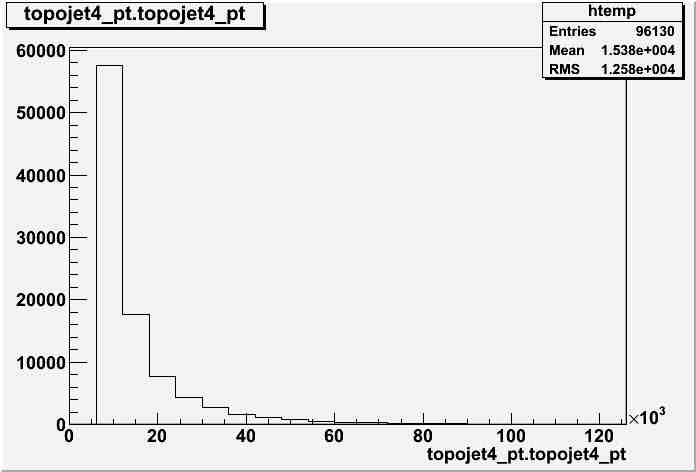 topojet4_pt.topojet4_pt
htemp
Entries 96130
Mean 1.538e+004
RMS 1.258e+004
60000
50000
40000
30000
20000
10000
0
0 20 40 60 80 100 120
×10³
topojet4_pt.topojet4_pt